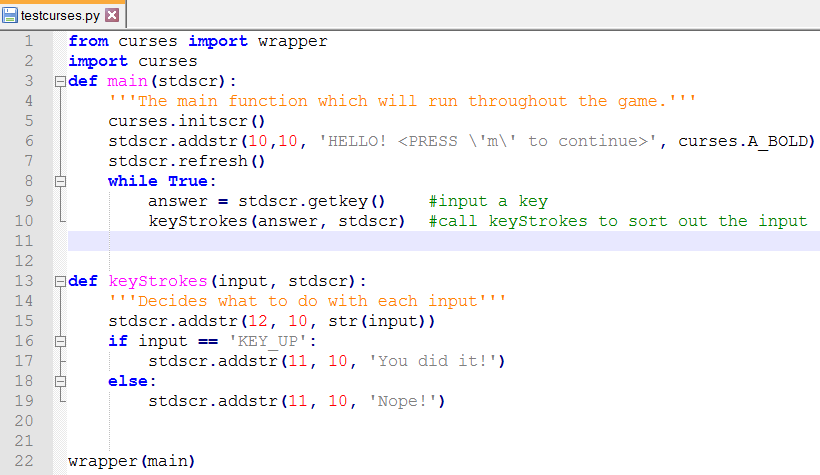 testcurses.py
1 from curses import wrapper
2 import curses
3 def main(stdscr):
4     '''The main function which will run throughout the game.'''
5     curses.initscr()
6     stdscr.addstr(10,10, 'HELLO! <PRESS \'m\' to continue>', curses.A_BOLD)
7     stdscr.refresh()
8     while True:
9         answer = stdscr.getkey()    #input a key
10         keyStrokes(answer, stdscr)  #call keyStrokes to sort out the input
11
12
13 def keyStrokes(input, stdscr):
14     '''Decides what to do with each input'''
15     stdscr.addstr(12, 10, str(input))
16     if input == 'KEY_UP':
17         stdscr.addstr(11, 10, 'You did it!')
18     else:
19         stdscr.addstr(11, 10, 'Nope!')
20
21
22 wrapper(main)